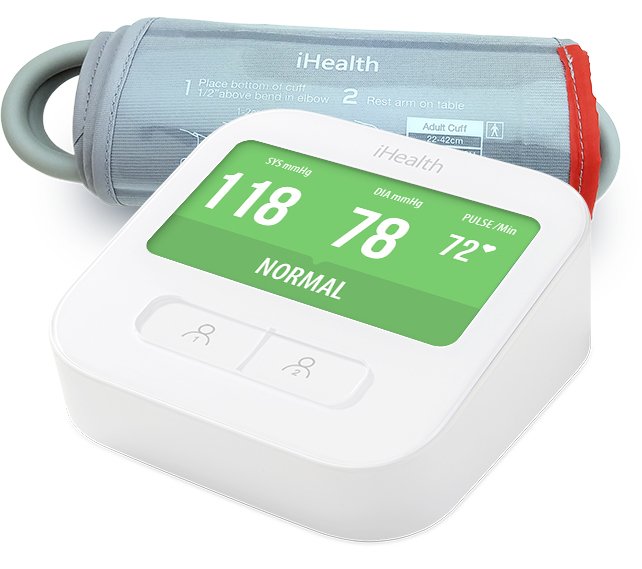 iHealth
1 Place bottom of cuff
1/2" above bend in elbow
2 Rest arm on table
Adult Cuff
22-42cm
iHealth
SYS mmHg
118
DIA mmHg
78
PULSE /Min
72
NORMAL
1
2